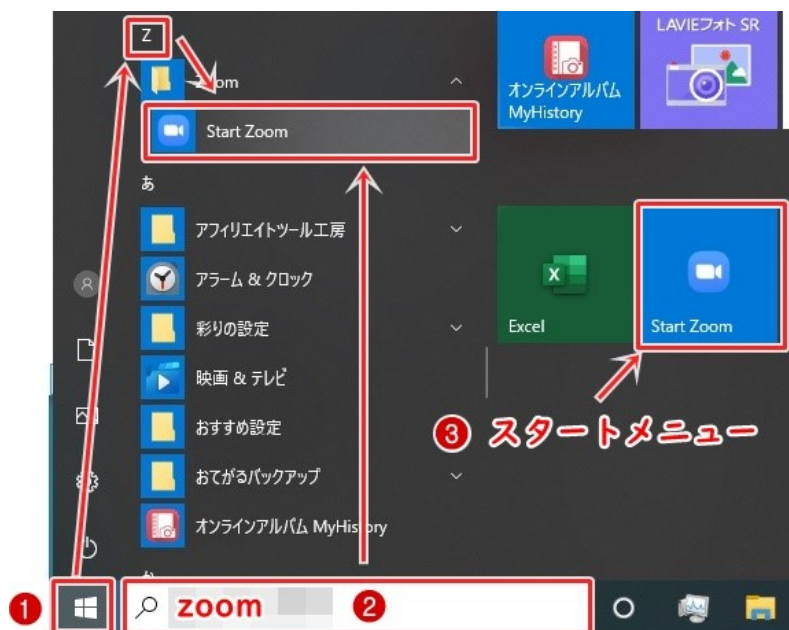 Z
LAVIEフォト SR
Zoom
オンラインアルバム
MyHistory
Start Zoom
あ
アフィリエイトツール工房
アラーム & クロック
彩りの設定
Excel
Start Zoom
映画 & テレビ
おすすめ設定
3 スタートメニュー
おてがるバックアップ
オンラインアルバム MyHistory
か
1
zoom
2